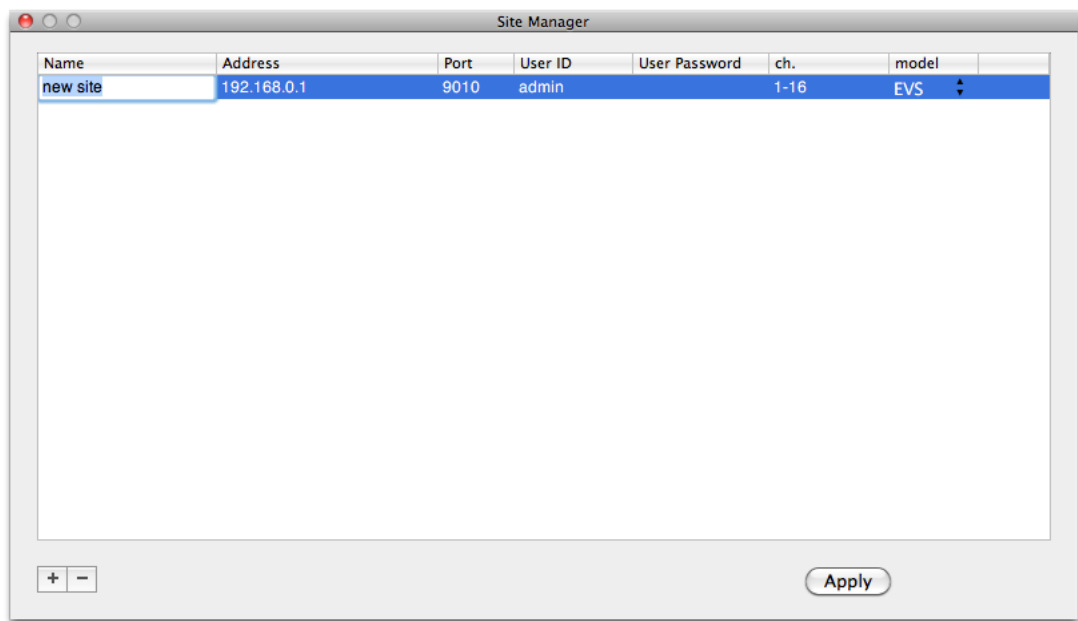 Site Manager
Name Address Port User ID User Password ch. model
new site 192.168.0.1 9010 admin 1-16 EVS
+ −
Apply